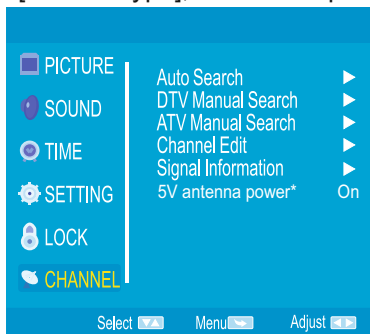 PICTURE
SOUND
TIME
SETTING
LOCK
CHANNEL
Auto Search
DTV Manual Search
ATV Manual Search
Channel Edit
Signal Information
5V antenna power* On
Select Menu Adjust